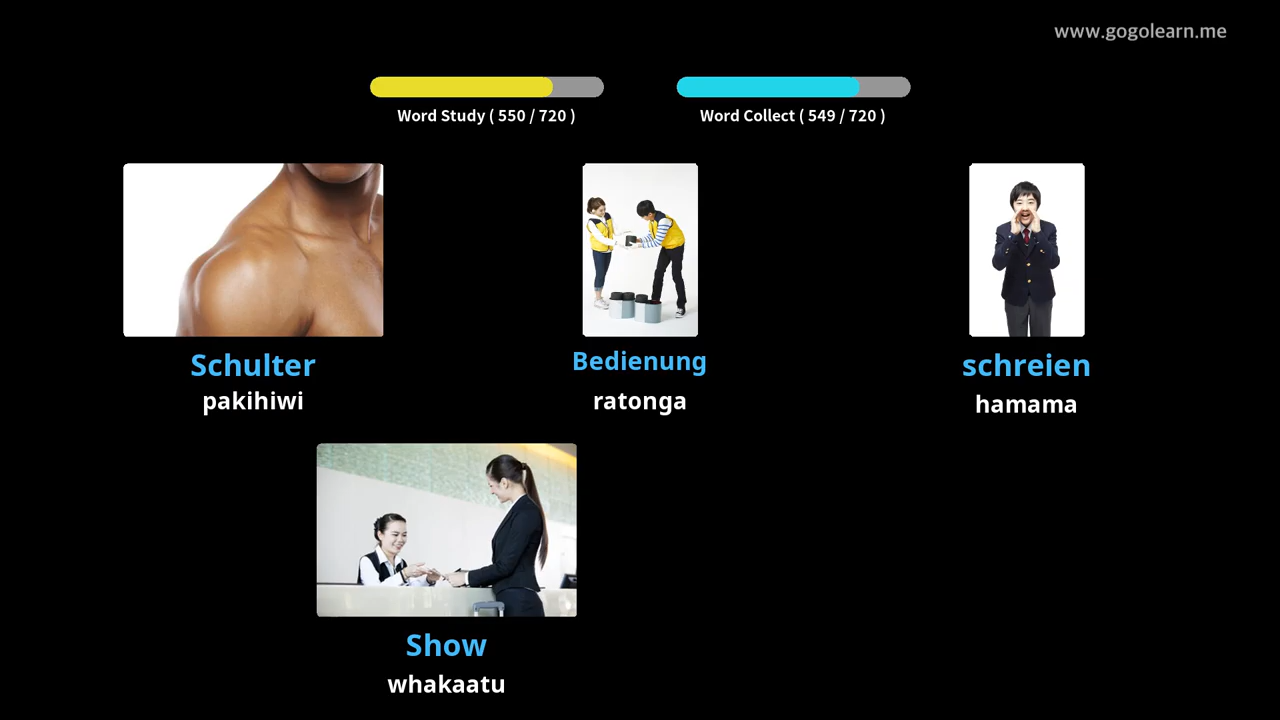 www.gogolearn.me
Word Study ( 550 / 720 )
Word Collect ( 549 / 720 )
Schulter
pakihiwi
Bedienung
ratonga
schreien
hamama
Show
whakaatu